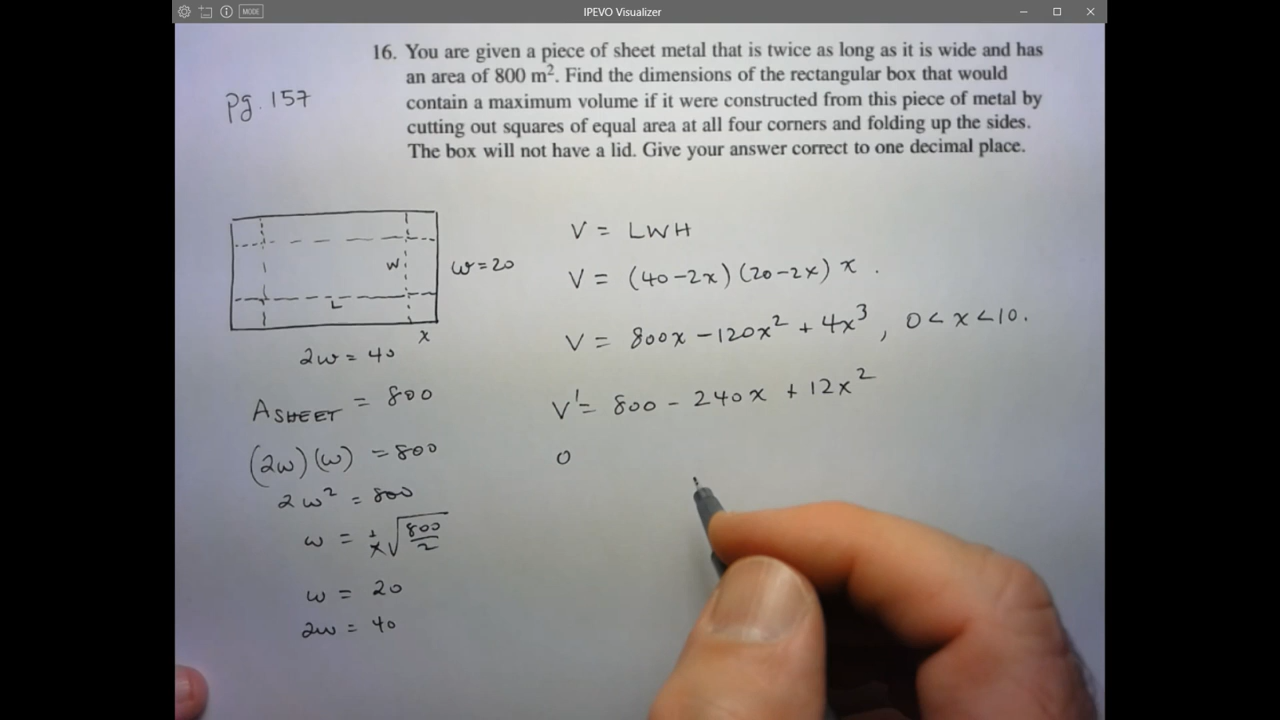 MODE
IPEVO Visualizer
16. You are given a piece of sheet metal that is twice as long as it is wide and has
an area of 800 m². Find the dimensions of the rectangular box that would
contain a maximum volume if it were constructed from this piece of metal by
cutting out squares of equal area at all four corners and folding up the sides.
The box will not have a lid. Give your answer correct to one decimal place.
Pg. 157
W
w = 20
L
x
2w = 40
A SHEET = 800
(2w)(w) = 800
2w² = 800
w = ±√(800/2)
w = 20
2w = 40
V = LWH
V = (40-2x)(20-2x) x .
V = 800x - 120x² + 4x³ , 0 < x < 10.
V' = 800 - 240x + 12x²
0